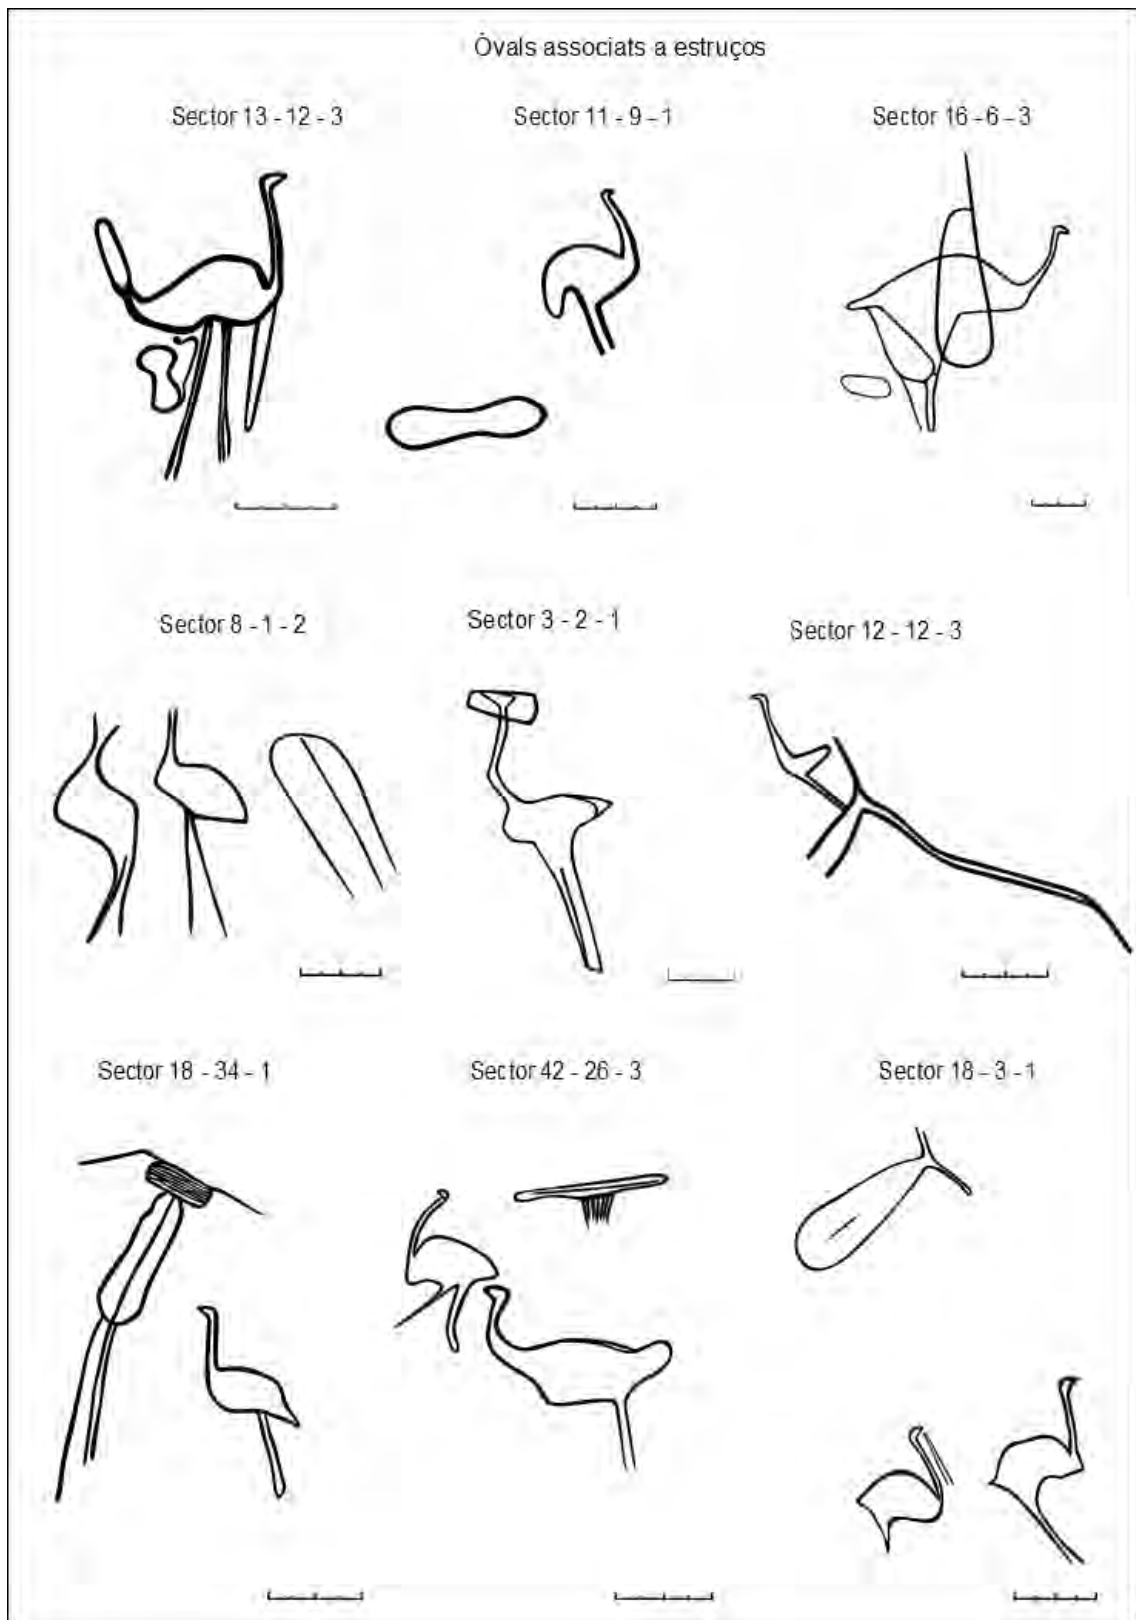 Òvals associats a estruços
Sector 13 - 12 - 3
Sector 11 - 9 - 1
Sector 16 - 6 - 3
Sector 8 - 1 - 2
Sector 3 - 2 - 1
Sector 12 - 12 - 3
Sector 18 - 34 - 1
Sector 42 - 26 - 3
Sector 18 - 3 - 1